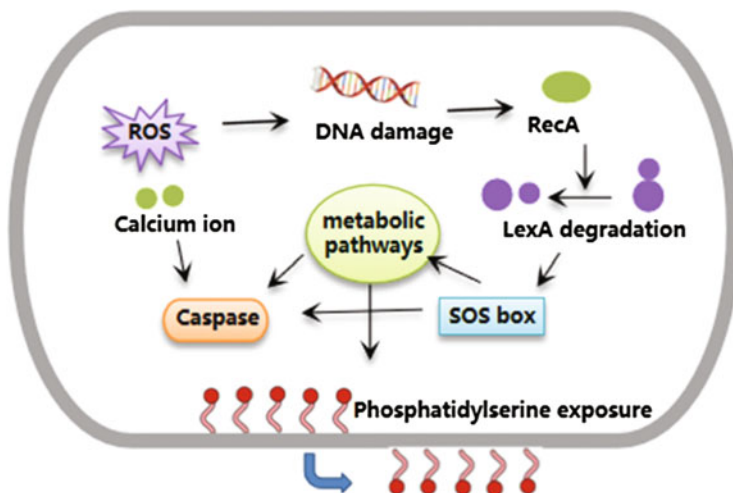 ROS
DNA damage
RecA
Calcium ion
metabolic
pathways
LexA degradation
Caspase
SOS box
Phosphatidylserine exposure